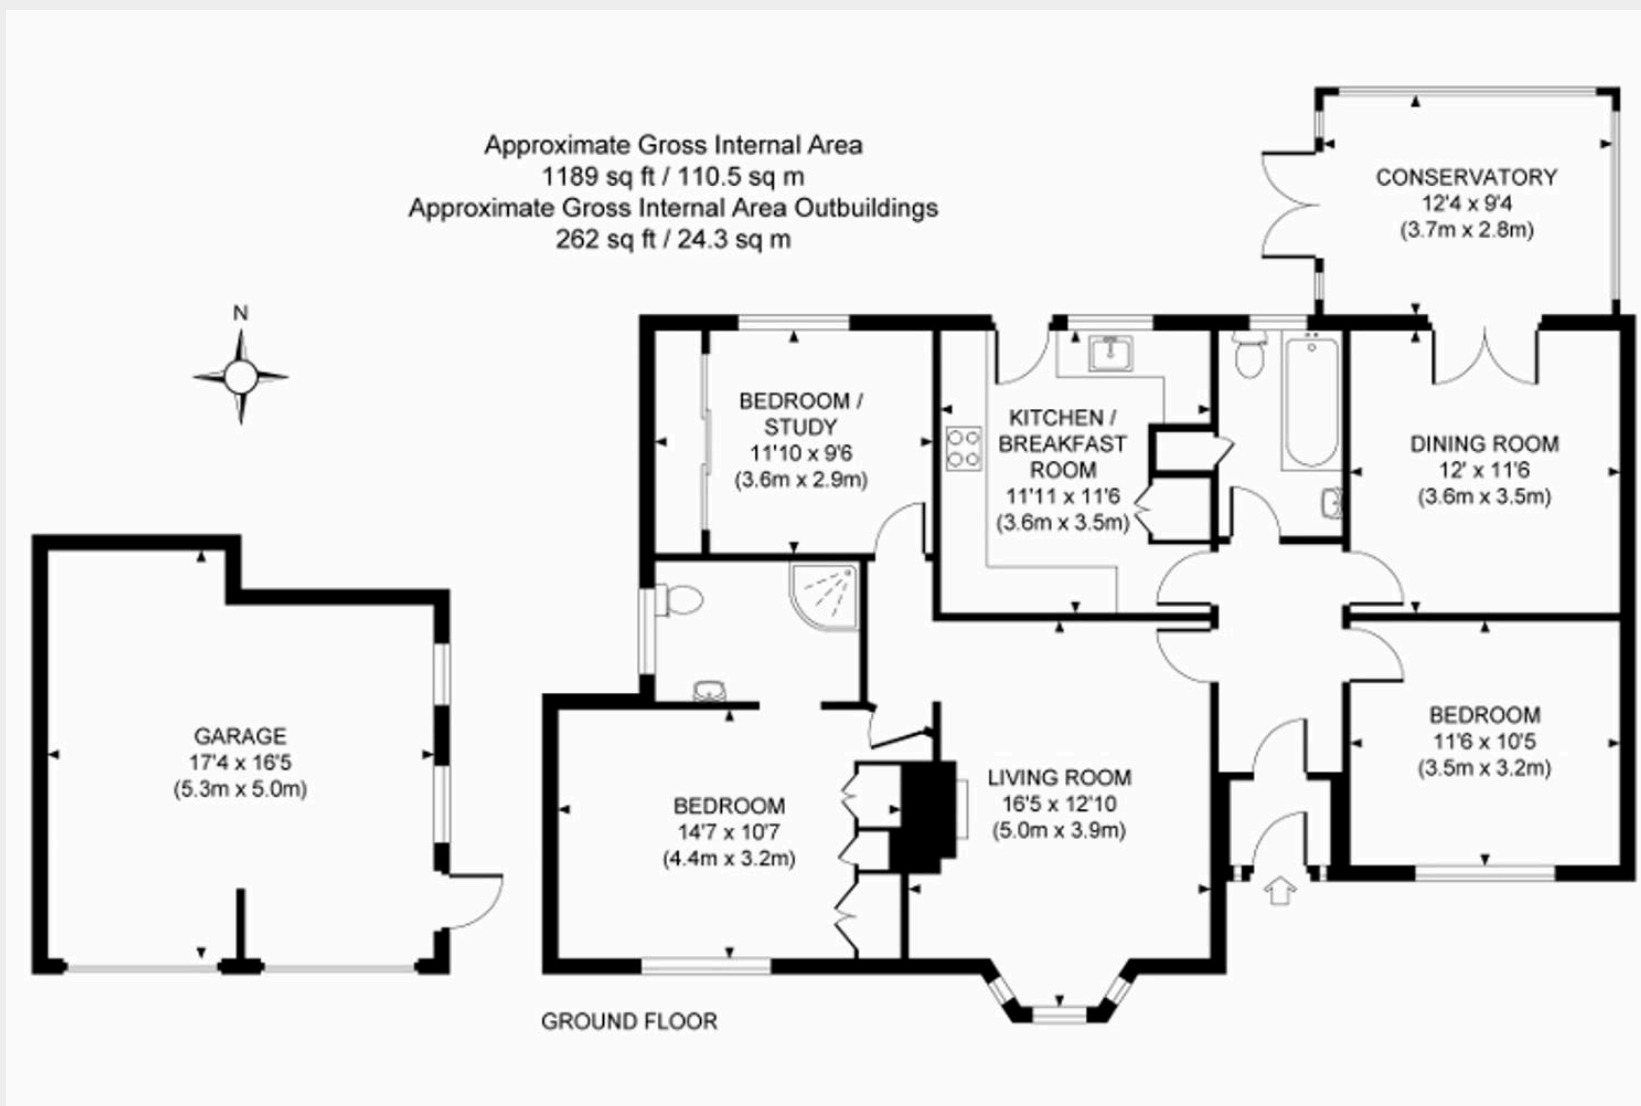 Approximate Gross Internal Area
1189 sq ft / 110.5 sq m
Approximate Gross Internal Area Outbuildings
262 sq ft / 24.3 sq m
CONSERVATORY
12'4 x 9'4
(3.7m x 2.8m)
N
BEDROOM /
STUDY
11'10 x 9'6
(3.6m x 2.9m)
KITCHEN /
BREAKFAST
ROOM
11'11 x 11'6
(3.6m x 3.5m)
DINING ROOM
12' x 11'6
(3.6m x 3.5m)
GARAGE
17'4 x 16'5
(5.3m x 5.0m)
BEDROOM
14'7 x 10'7
(4.4m x 3.2m)
LIVING ROOM
16'5 x 12'10
(5.0m x 3.9m)
BEDROOM
11'6 x 10'5
(3.5m x 3.2m)
GROUND FLOOR